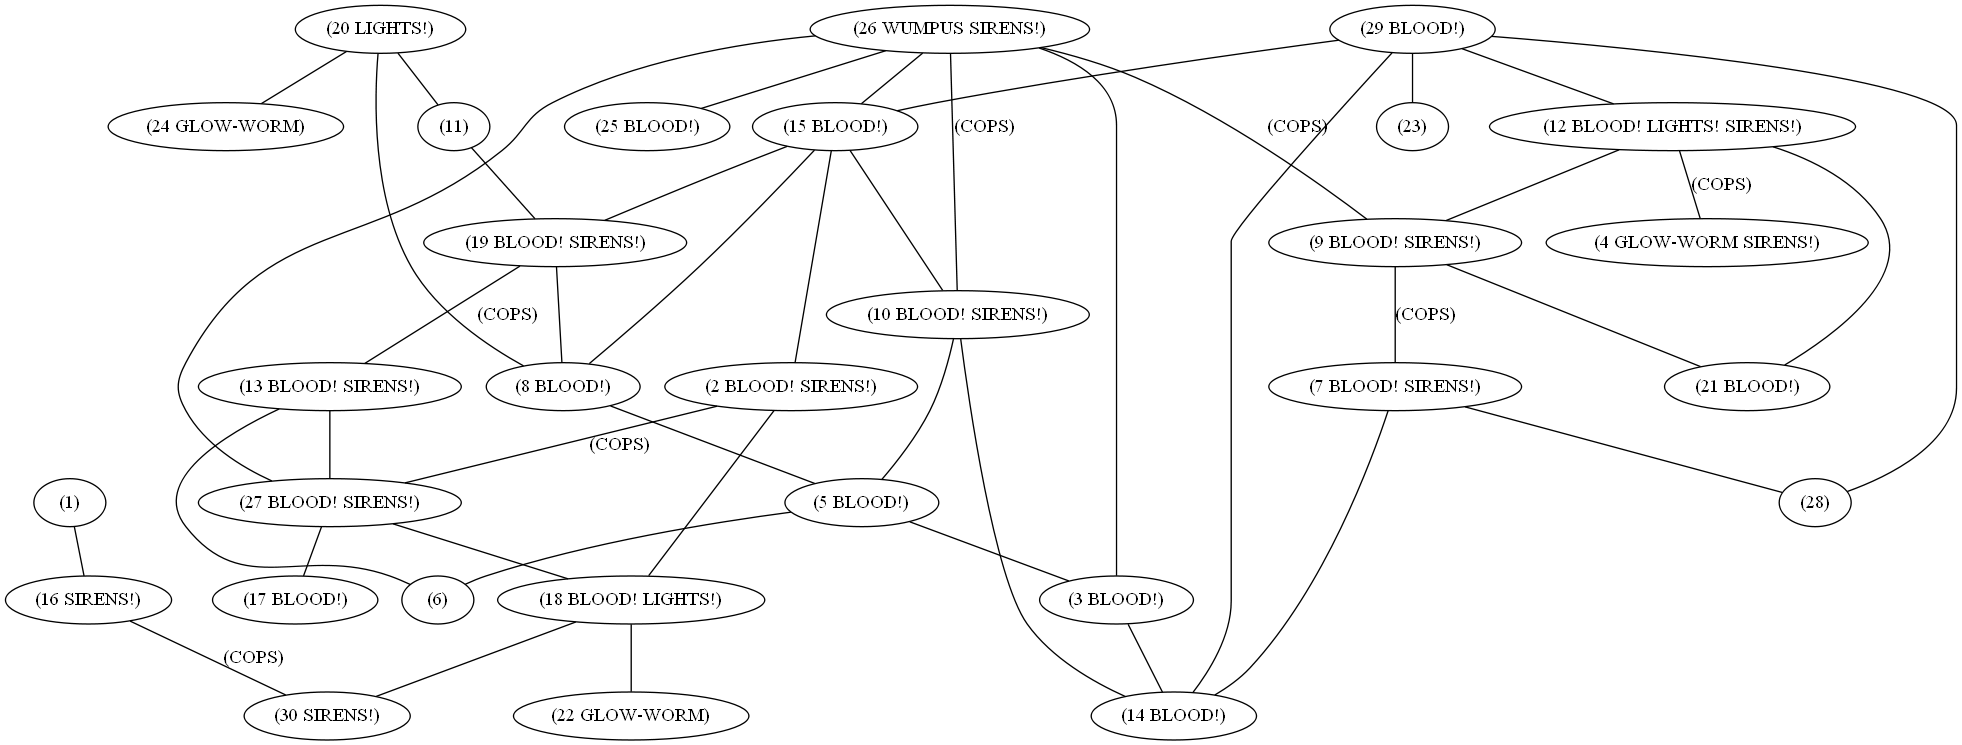 (20 LIGHTS!)
(26 WUMPUS SIRENS!)
(29 BLOOD!)
(24 GLOW-WORM)
(11)
(25 BLOOD!)
(15 BLOOD!)
(COPS)
(COPS)
(23)
(12 BLOOD! LIGHTS! SIRENS!)
(COPS)
(19 BLOOD! SIRENS!)
(9 BLOOD! SIRENS!)
(4 GLOW-WORM SIRENS!)
(COPS)
(10 BLOOD! SIRENS!)
(COPS)
(13 BLOOD! SIRENS!)
(8 BLOOD!)
(2 BLOOD! SIRENS!)
(7 BLOOD! SIRENS!)
(21 BLOOD!)
(COPS)
(1)
(27 BLOOD! SIRENS!)
(5 BLOOD!)
(28)
(16 SIRENS!)
(17 BLOOD!)
(6)
(18 BLOOD! LIGHTS!)
(3 BLOOD!)
(COPS)
(30 SIRENS!)
(22 GLOW-WORM)
(14 BLOOD!)